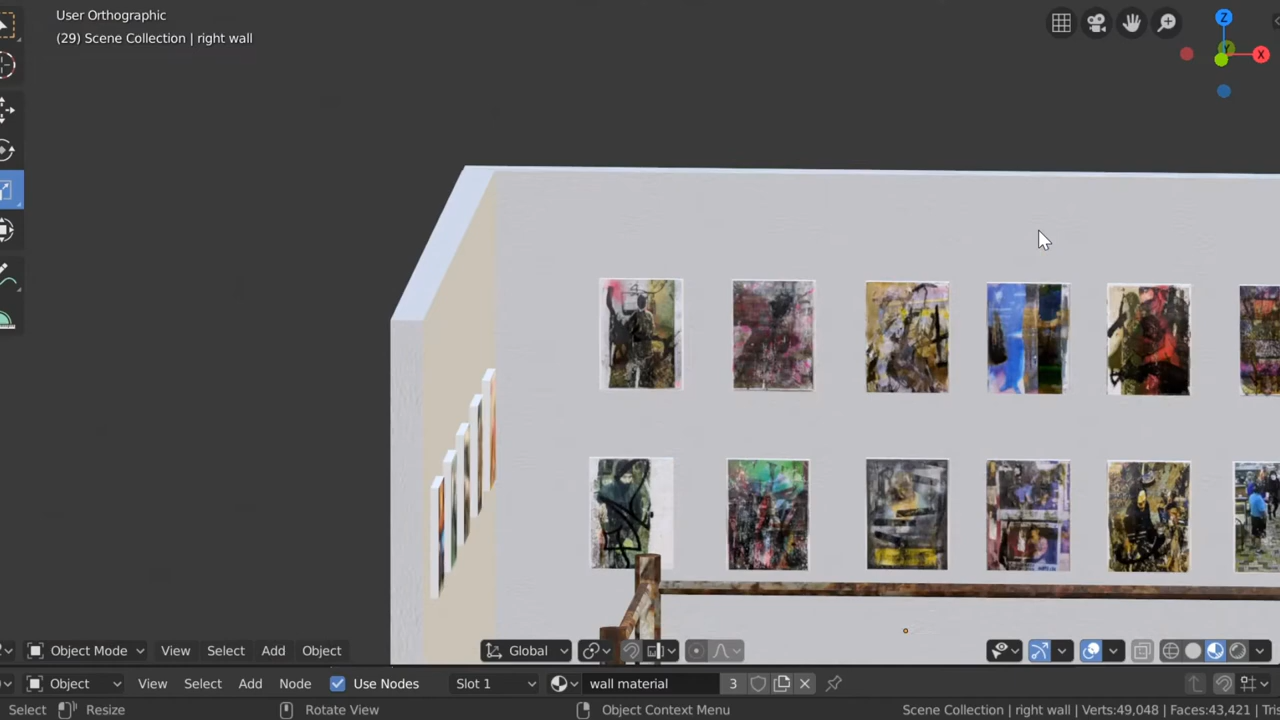 User Orthographic
(29) Scene Collection | right wall
Z
Y
X
Object Mode View Select Add Object Global
Object View Select Add Node Use Nodes Slot 1 wall material 3
Select Resize Rotate View Object Context Menu Scene Collection | right wall Verts:49,048 | Faces:43,421 | Tris